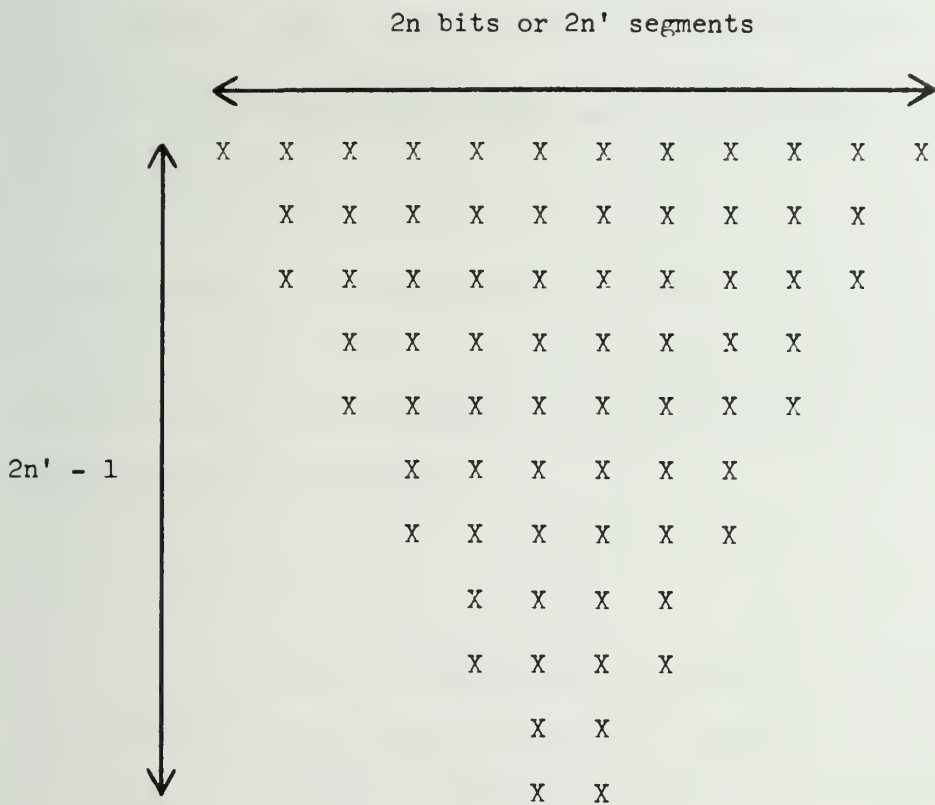 2n bits or 2n' segments
X X X X X X X X X X X X
X X X X X X X X X X
X X X X X X X X X X
X X X X X X X X
X X X X X X X X
2n' - 1 X X X X X X
X X X X X X
X X X X
X X X X
X X
X X